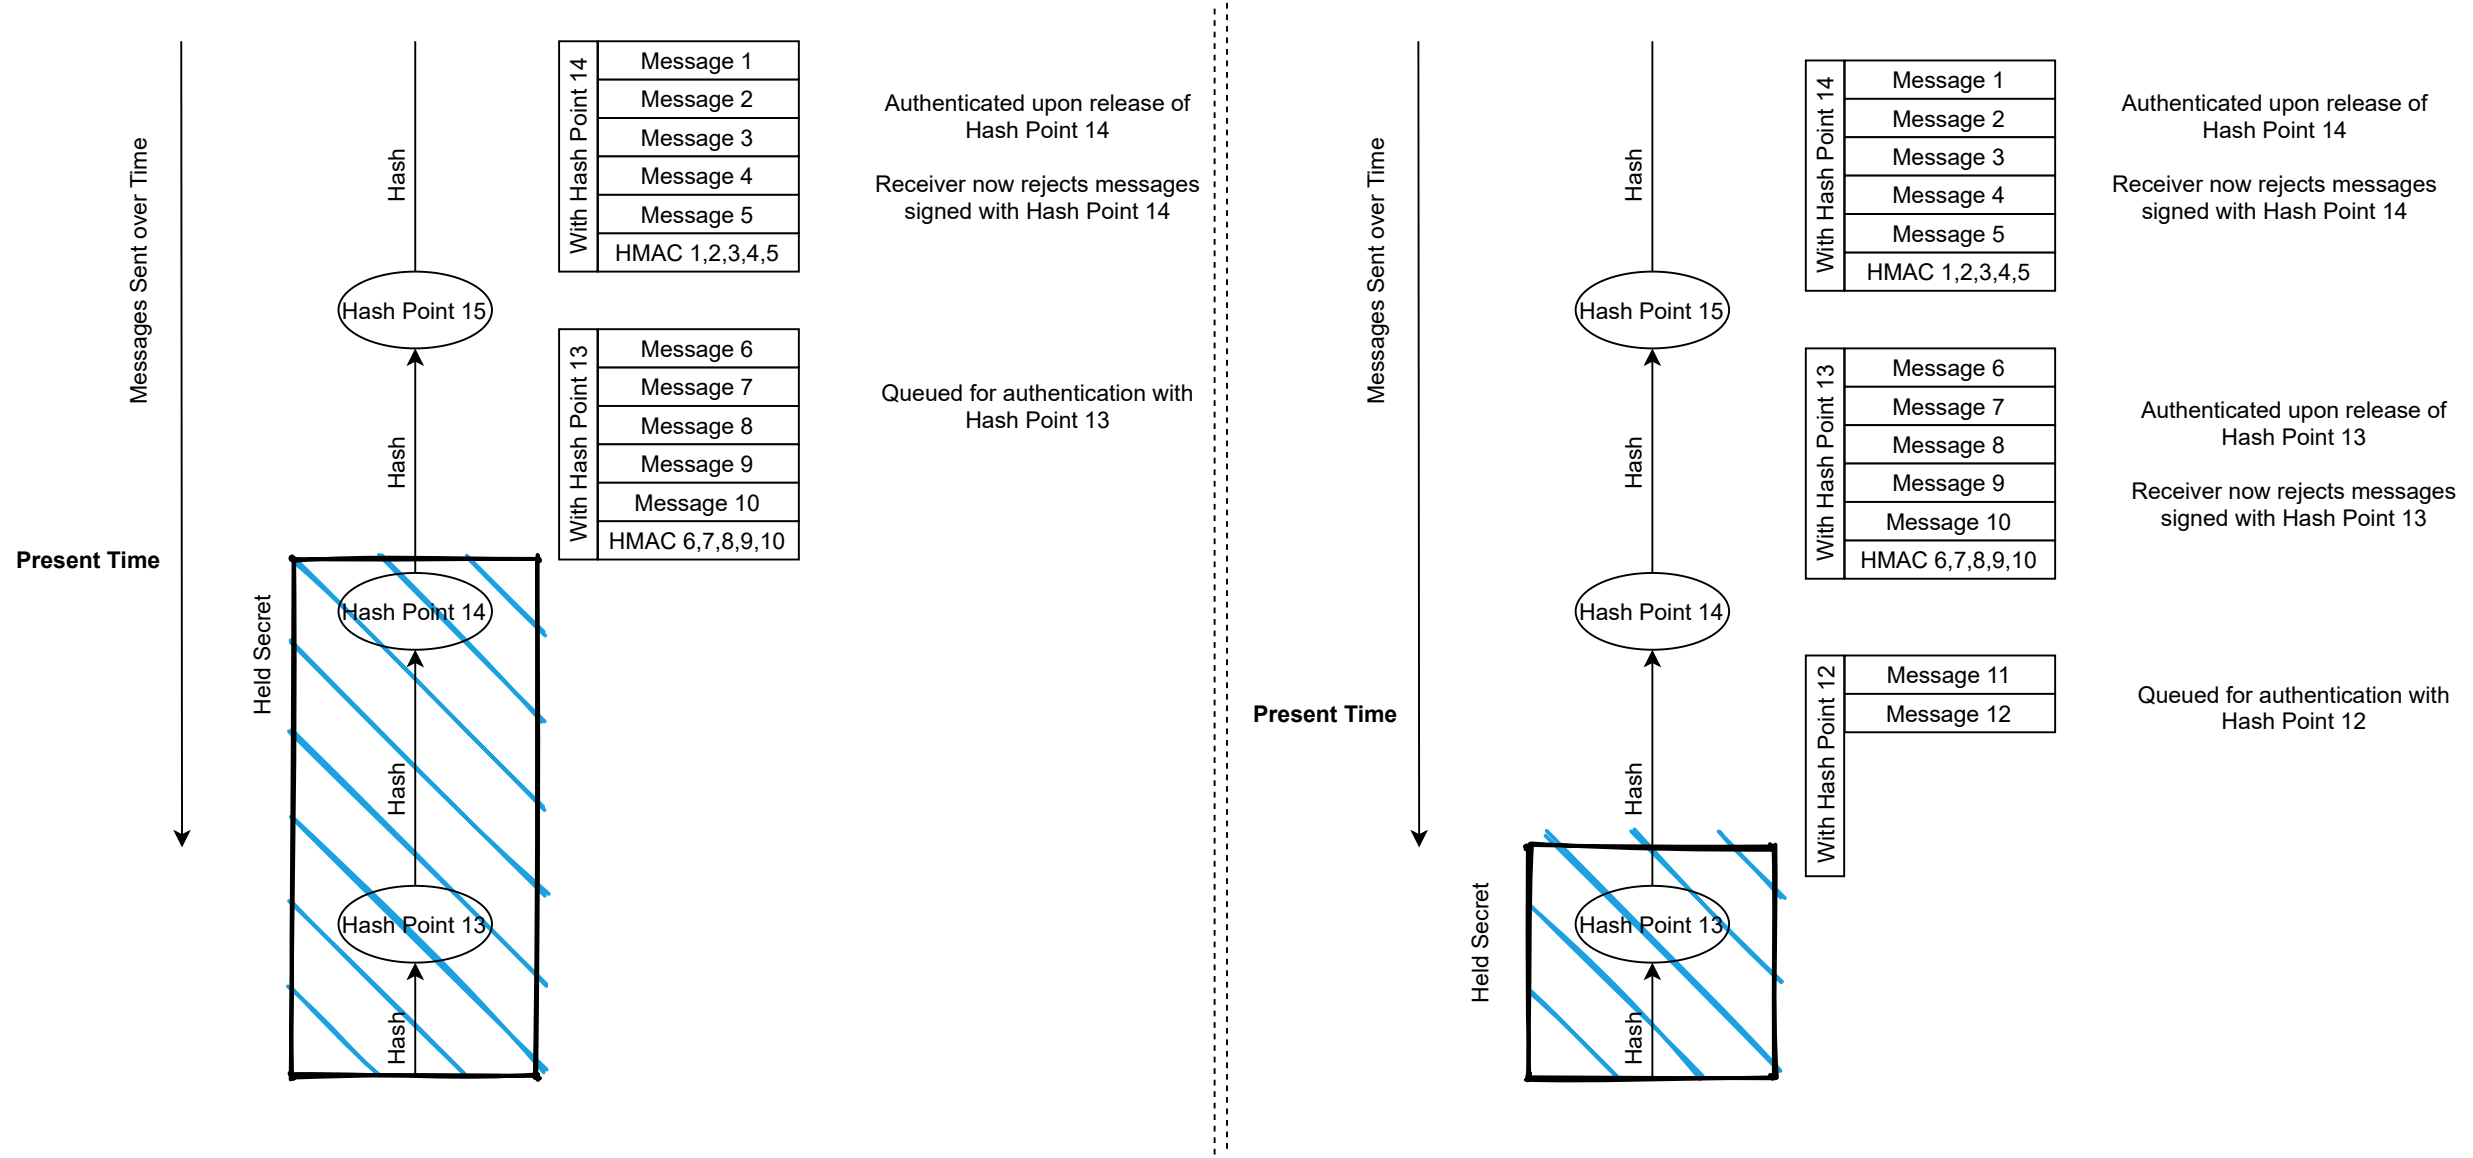 Messages Sent over Time
Present Time
Held Secret
Hash
Hash Point 15
Hash
Hash Point 14
Hash
Hash Point 13
Hash
With Hash Point 14
Message 1
Message 2
Message 3
Message 4
Message 5
HMAC 1,2,3,4,5
With Hash Point 13
Message 6
Message 7
Message 8
Message 9
Message 10
HMAC 6,7,8,9,10
Authenticated upon release of
Hash Point 14
Receiver now rejects messages
signed with Hash Point 14
Queued for authentication with
Hash Point 13
Messages Sent over Time
Present Time
Held Secret
Hash
Hash Point 15
Hash
Hash Point 14
Hash
Hash Point 13
Hash
With Hash Point 14
Message 1
Message 2
Message 3
Message 4
Message 5
HMAC 1,2,3,4,5
With Hash Point 13
Message 6
Message 7
Message 8
Message 9
Message 10
HMAC 6,7,8,9,10
With Hash Point 12
Message 11
Message 12
Authenticated upon release of
Hash Point 14
Receiver now rejects messages
signed with Hash Point 14
Authenticated upon release of
Hash Point 13
Receiver now rejects messages
signed with Hash Point 13
Queued for authentication with
Hash Point 12